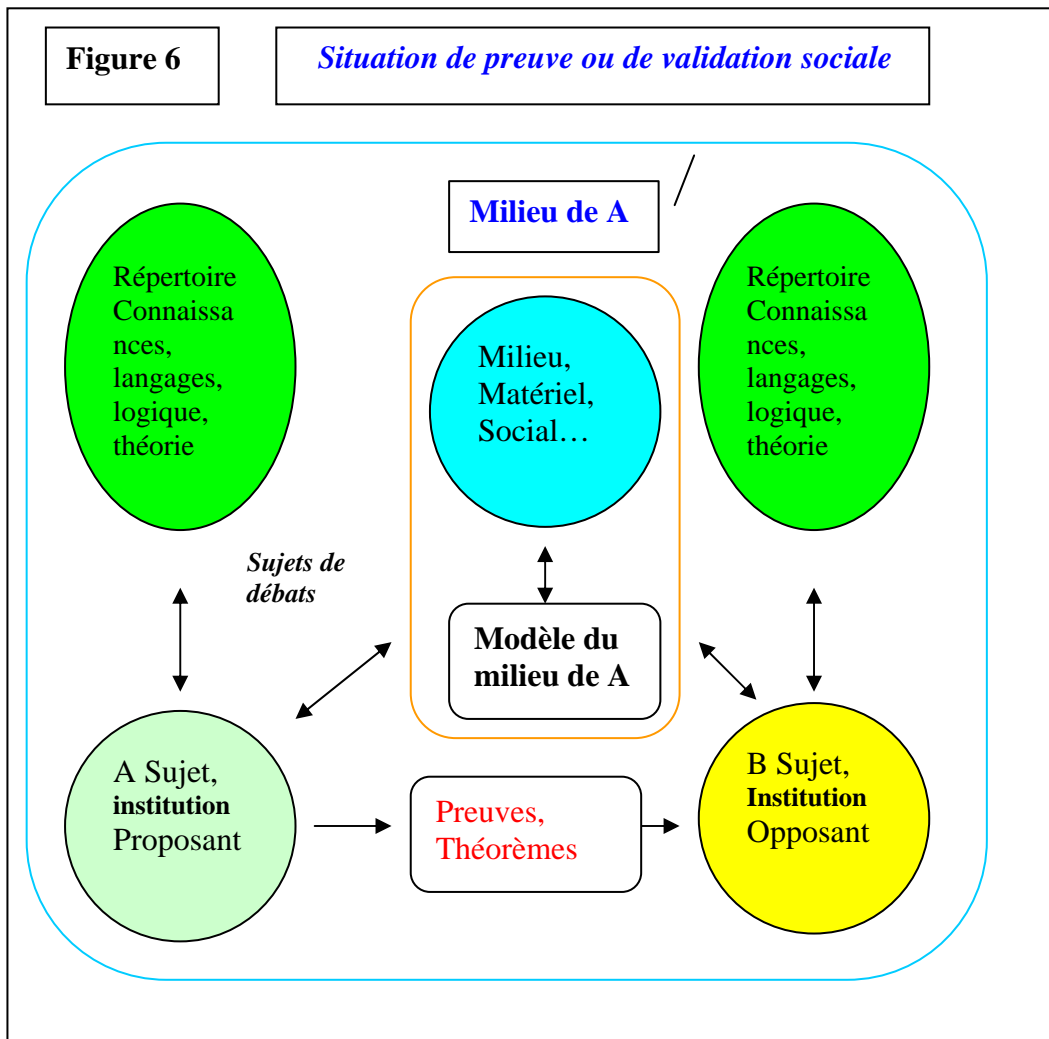 Figure 6
Situation de preuve ou de validation sociale
Milieu de A
Répertoire
Connaissa
nces,
langages,
logique,
théorie
Milieu,
Matériel,
Social…
Répertoire
Connaissa
nces,
langages,
logique,
théorie
Sujets de
débats
Modèle du
milieu de A
A Sujet,
institution
Proposant
Preuves,
Théorèmes
B Sujet,
Institution
Opposant